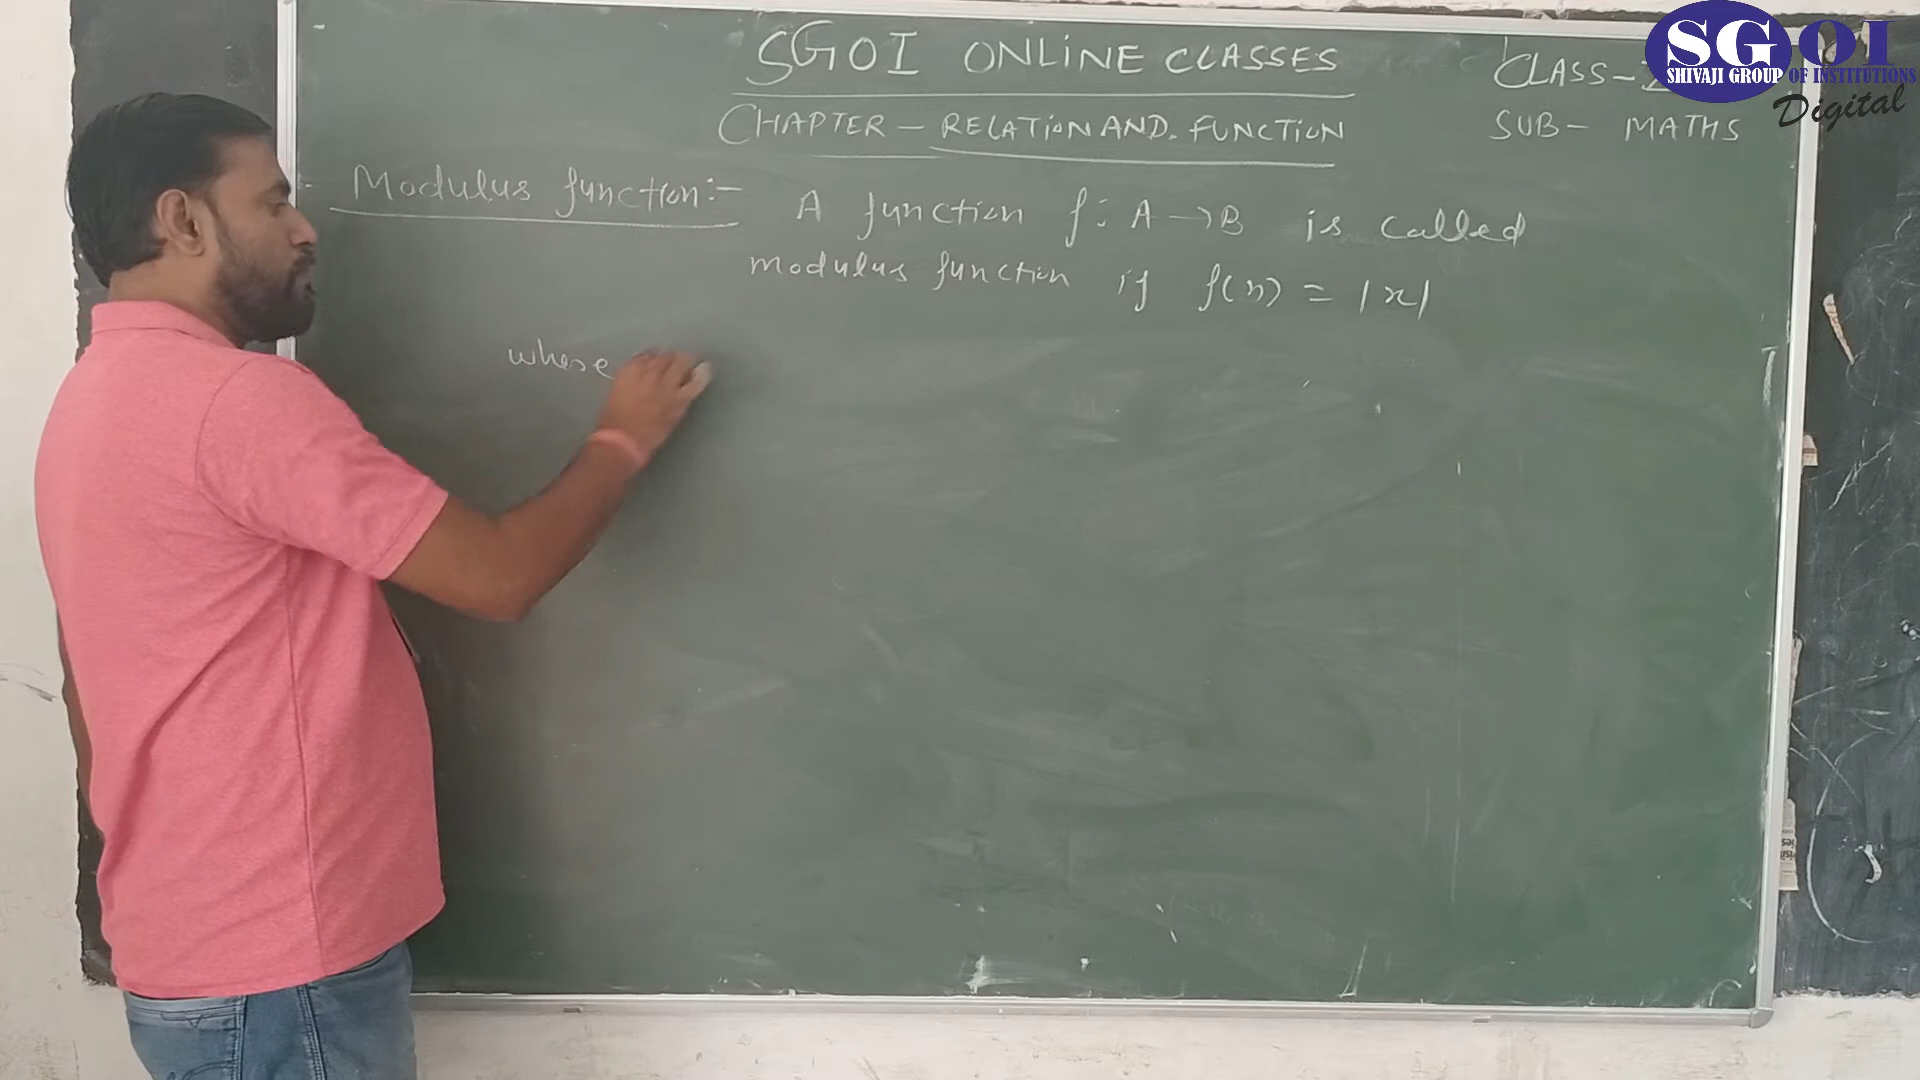 SGOI ONLINE CLASSES
CHAPTER – RELATION AND. FUNCTION
CLASS –
SUB – MATHS
SGOI
SHIVAJI GROUP OF INSTITUTIONS
Digital
Modulus function:– A function f: A → B is called
modulus function if f(x) = |x|
where